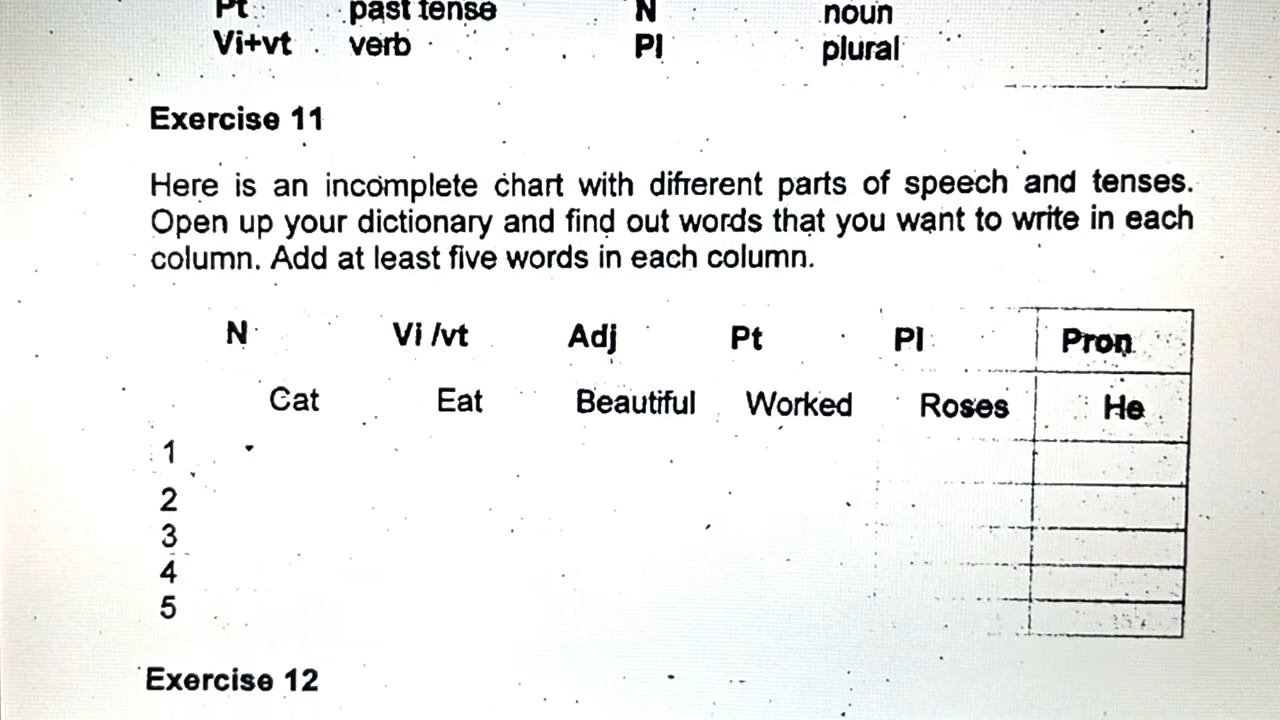 Pt past tense N noun
Vi+vt verb Pl plural
Exercise 11
Here is an incomplete chart with different parts of speech and tenses.
Open up your dictionary and find out words that you want to write in each
column. Add at least five words in each column.
N Vi /vt Adj Pt Pl Pron
Cat Eat Beautiful Worked Roses He
1
2
3
4
5
Exercise 12